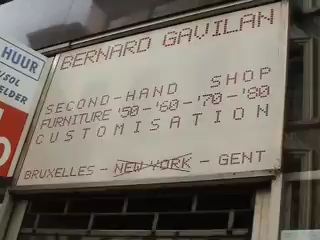 BERNARD GAVILAN
SECOND-HAND SHOP
FURNITURE '50-'60-'70-'80
CUSTOMISATION
BRUXELLES - NEW YORK - GENT
HUUR